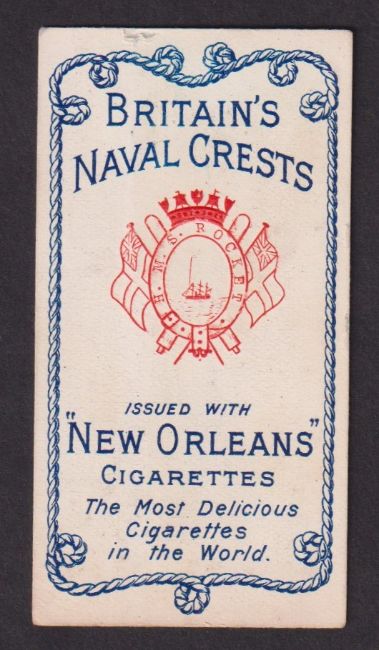 BRITAIN'S
NAVAL CRESTS
H.M.S. ROCKET
ISSUED WITH
"NEW ORLEANS"
CIGARETTES
The Most Delicious
Cigarettes
in the World.